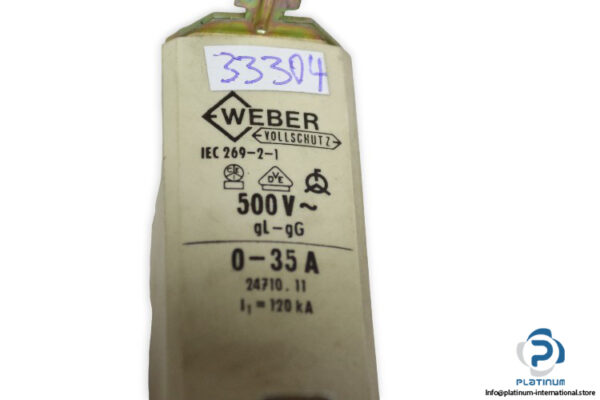 33304
WEBER
VOLLSCHUTZ
IEC 269-2-1
500 V ~
gL-gG
0-35 A
24710.11
I₁ = 120 kA
PLATINUM
Info@platinum-international.store